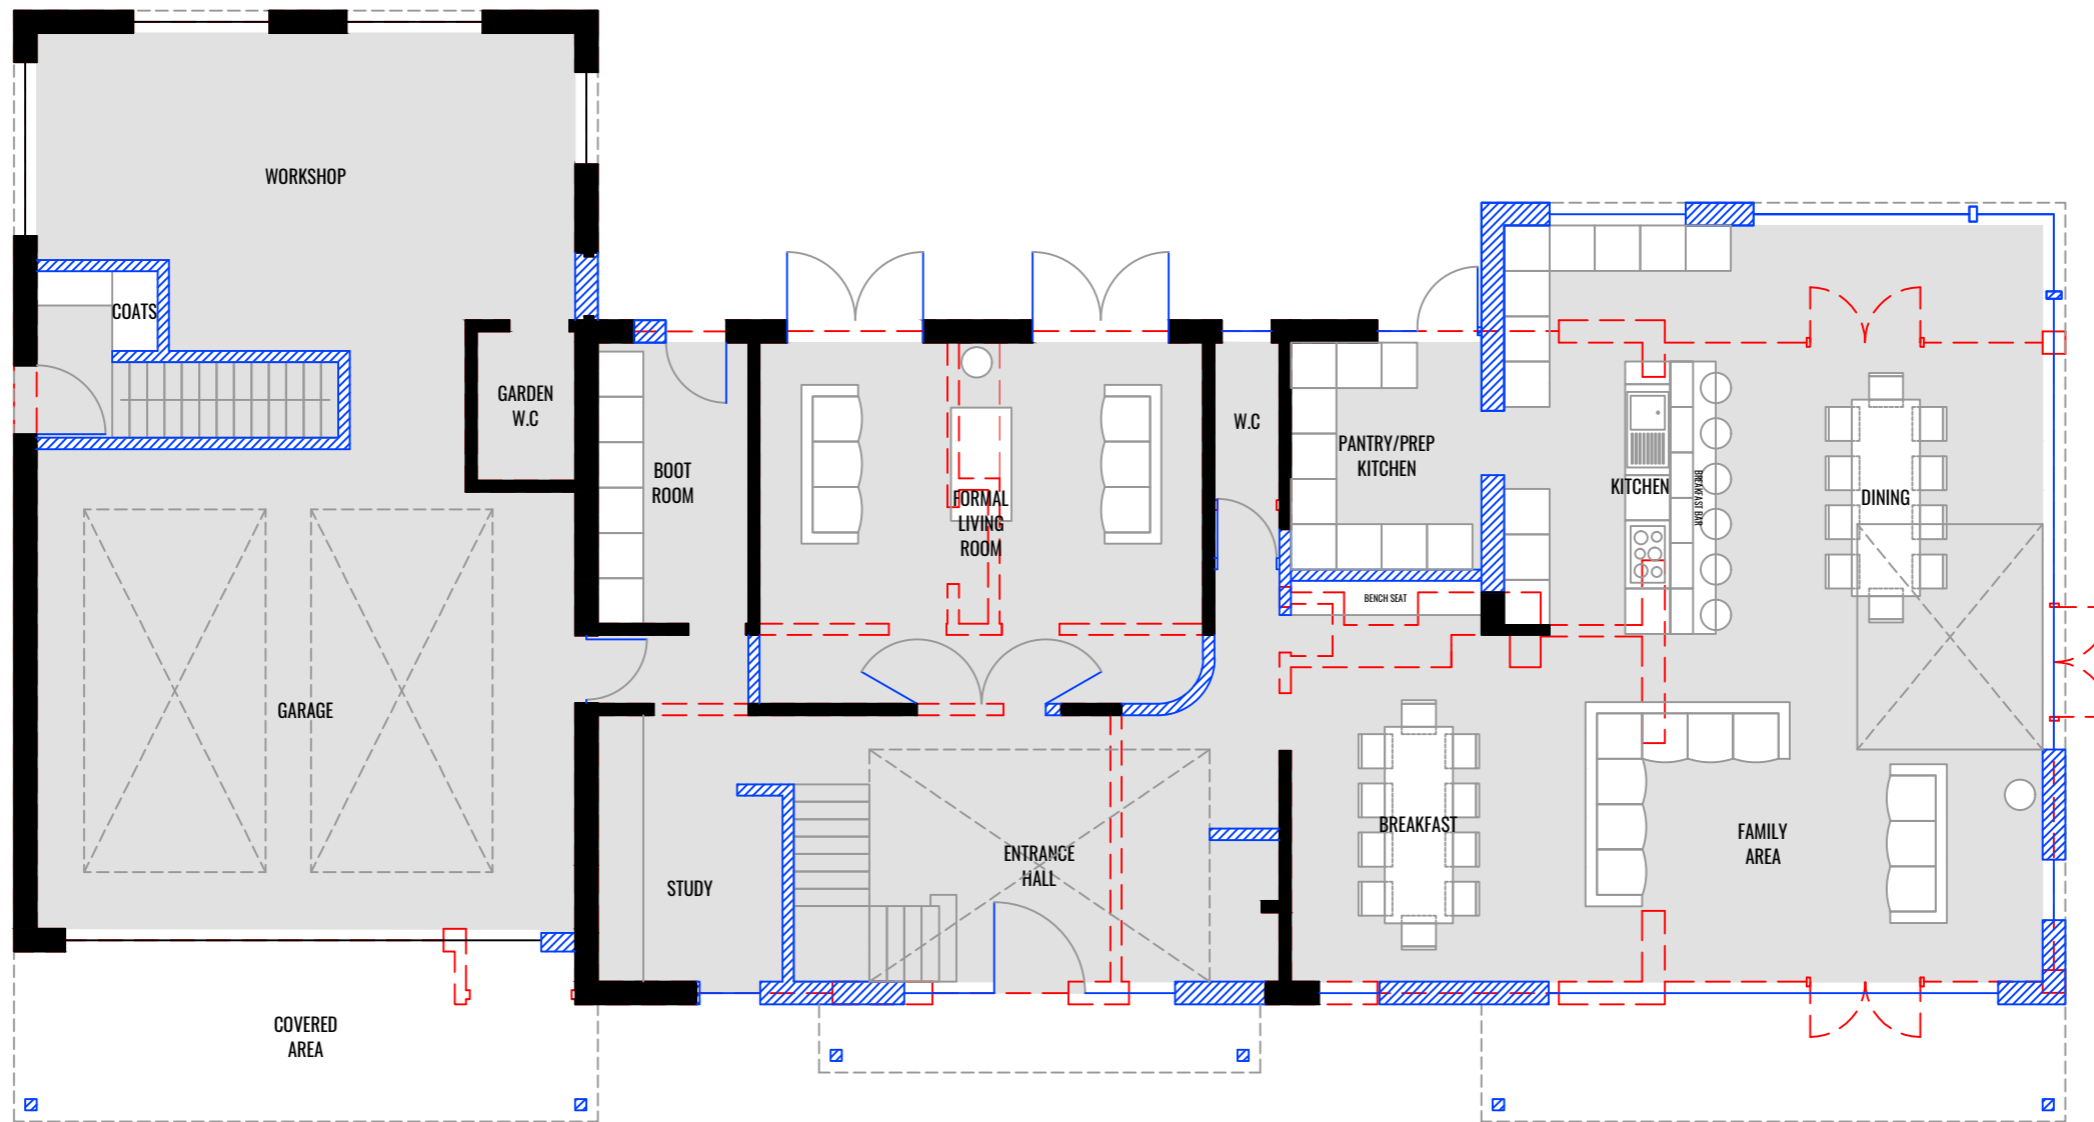 WORKSHOP
COATS
GARDEN
W.C
BOOT
ROOM
FORMAL
LIVING
ROOM
W.C
PANTRY/PREP
KITCHEN
BENCH SEAT
KITCHEN
BREAKFAST BAR
DINING
GARAGE
STUDY
ENTRANCE
HALL
BREAKFAST
FAMILY
AREA
COVERED
AREA